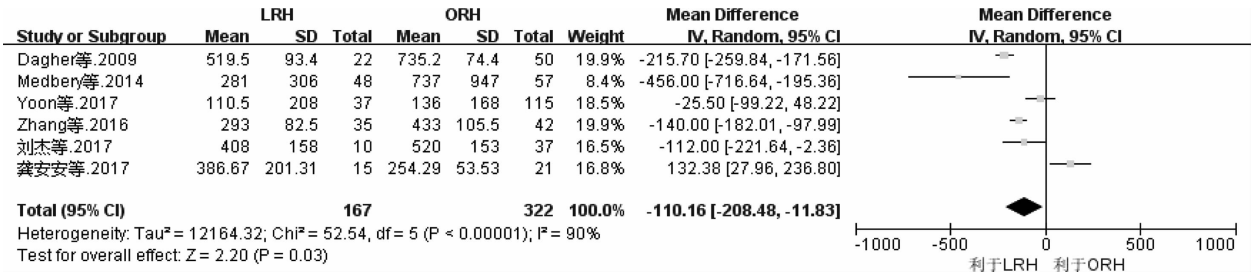 LRH ORH Mean Difference Mean Difference
Study or Subgroup Mean SD Total Mean SD Total Weight IV, Random, 95% CI IV, Random, 95% CI
Dagher等.2009 519.5 93.4 22 735.2 74.4 50 19.9% -215.70 [-259.84, -171.56]
Medbery等.2014 281 306 48 737 947 57 8.4% -456.00 [-716.64, -195.36]
Yoon等.2017 110.5 208 37 136 168 115 18.5% -25.50 [-99.22, 48.22]
Zhang等.2016 293 82.5 35 433 105.5 42 19.9% -140.00 [-182.01, -97.99]
刘杰等.2017 408 158 10 520 153 37 16.5% -112.00 [-221.64, -2.36]
龚安安等.2017 386.67 201.31 15 254.29 53.53 21 16.8% 132.38 [27.96, 236.80]
Total (95% CI) 167 322 100.0% -110.16 [-208.48, -11.83]
Heterogeneity: Tau² = 12164.32; Chi² = 52.54, df = 5 (P < 0.00001); I² = 90%
Test for overall effect: Z = 2.20 (P = 0.03)
-1000 -500 0 500 1000
利于LRH 利于ORH